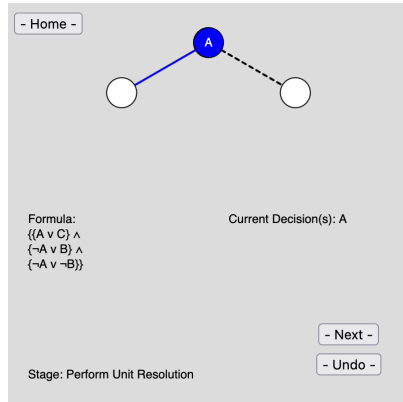 - Home -
A
Formula:
{{A v C} ∧
{¬A v B} ∧
{¬A v ¬B}}
Current Decision(s): A
- Next -
- Undo -
Stage: Perform Unit Resolution